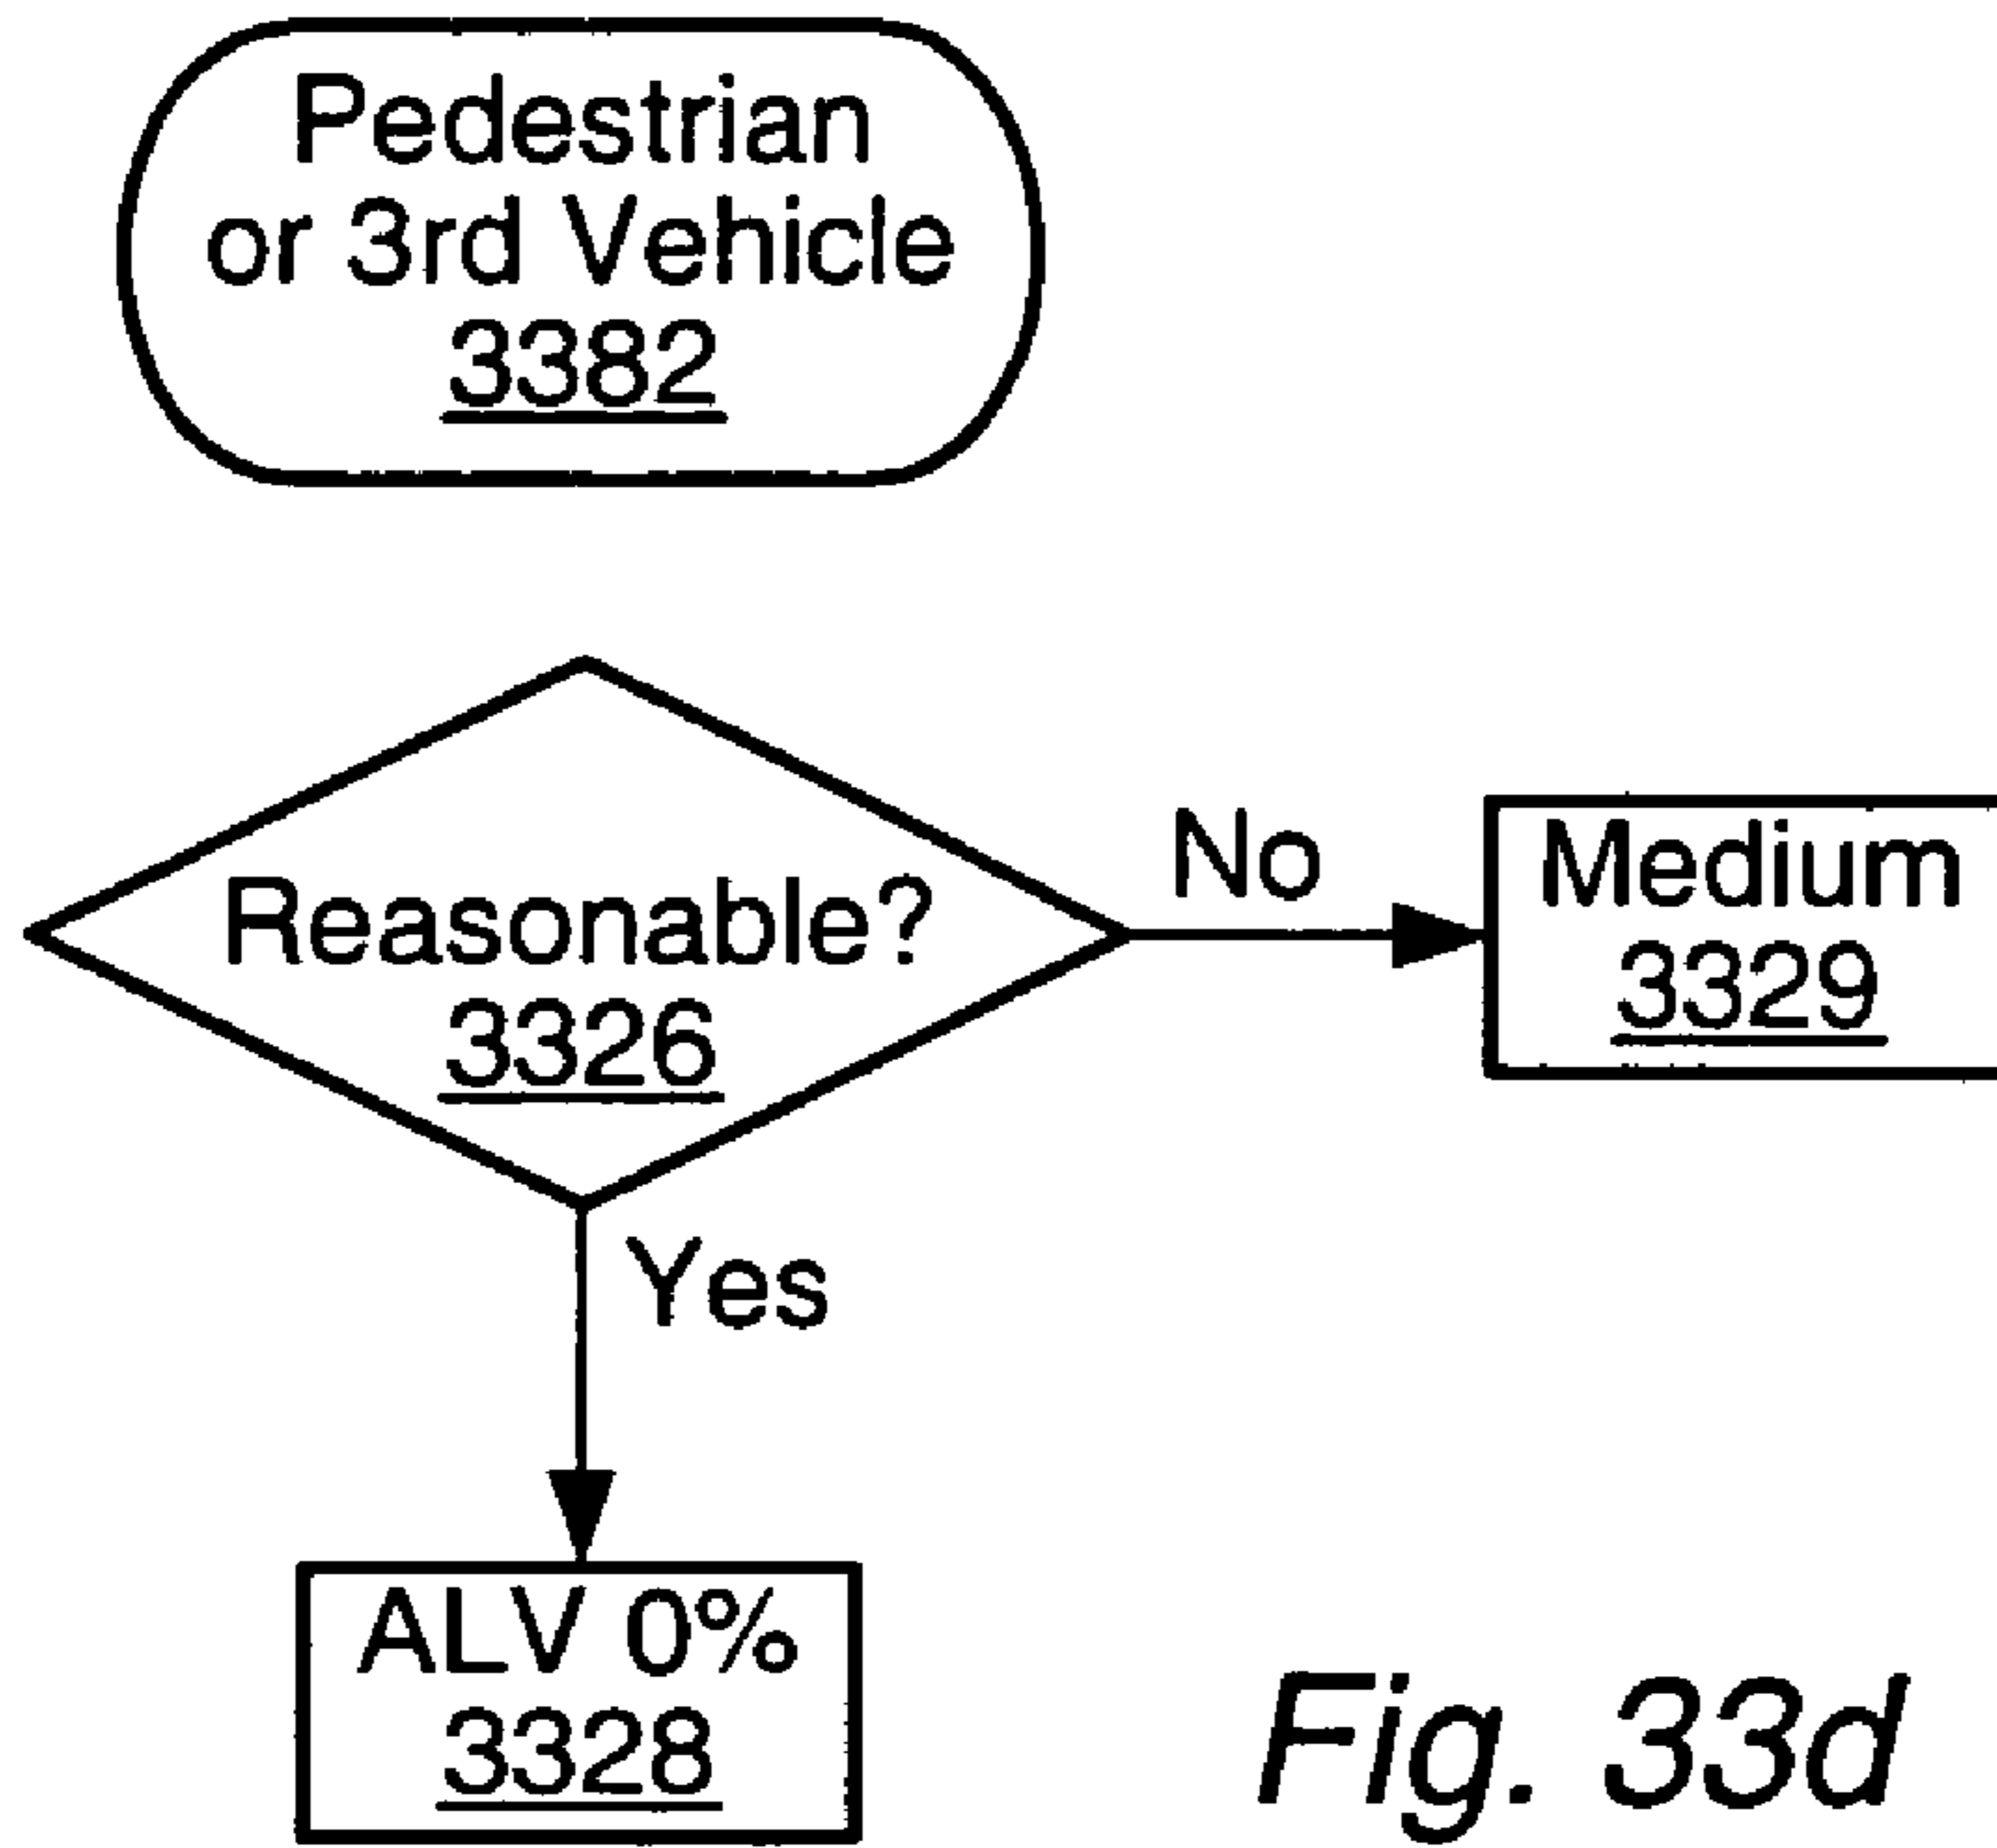 Pedestrian
or 3rd Vehicle
3382
Reasonable?
3326
No
Medium
3329
Yes
ALV 0%
3328
Fig. 33d